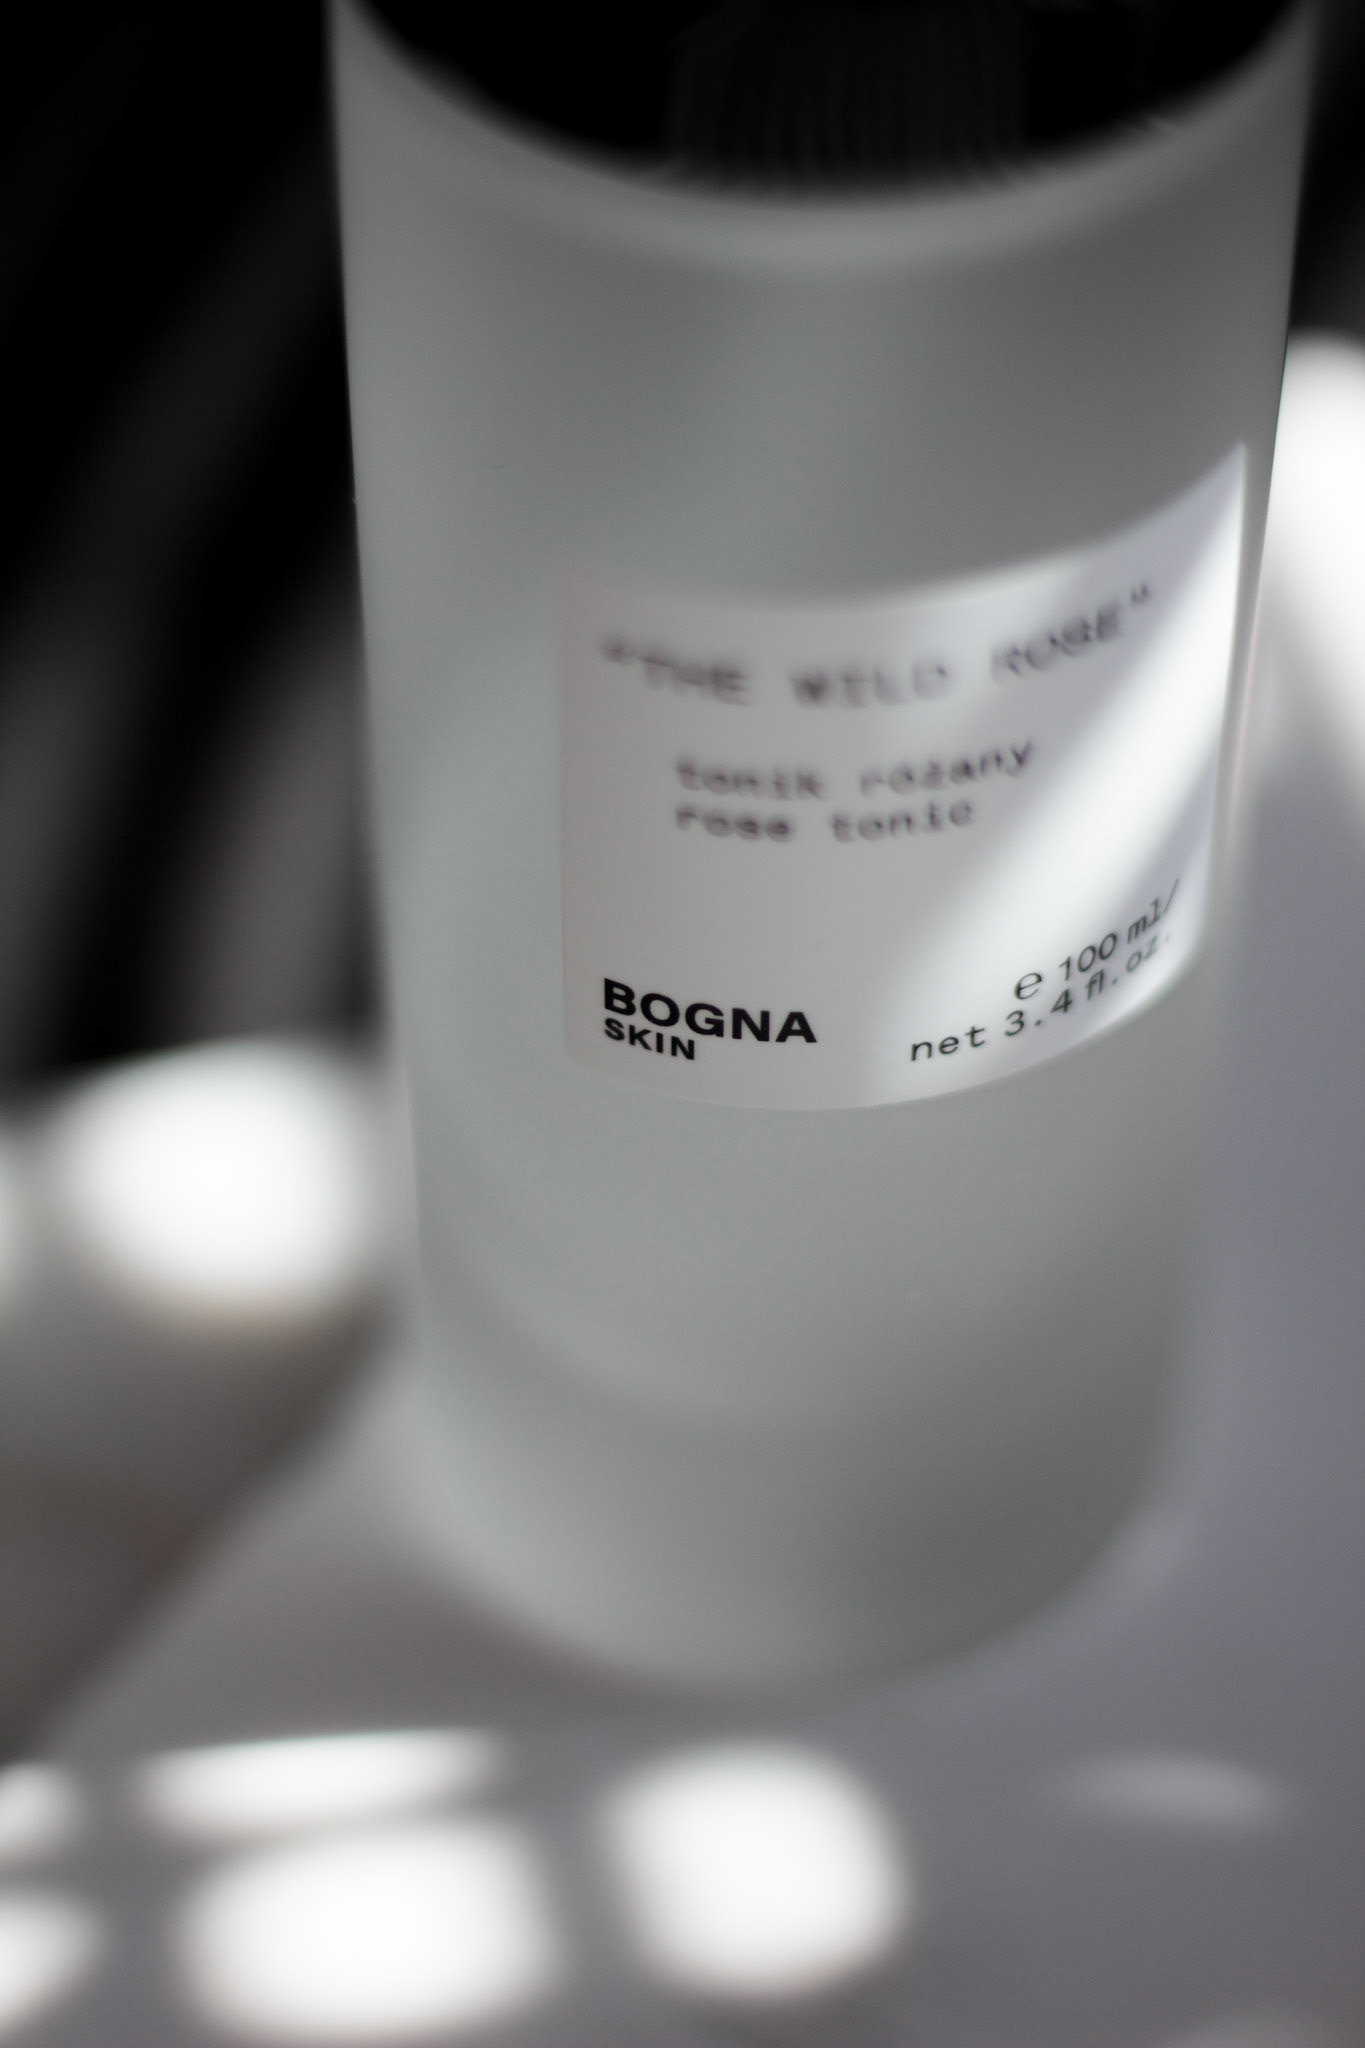 "THE WILD ROSE"
tonik różany
rose tonic
BOGNA
SKIN
℮ 100 ml/
net 3.4 fl.oz.